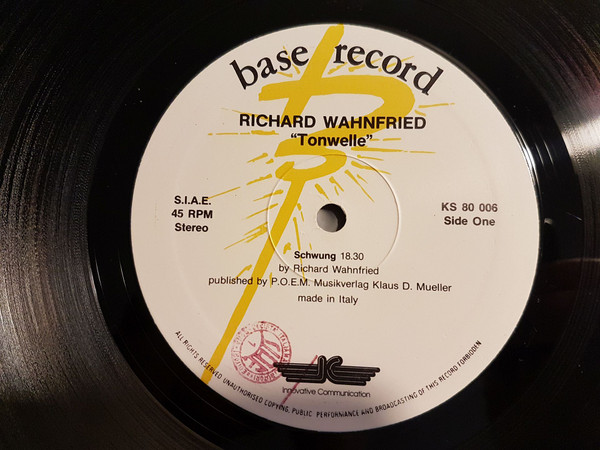 base record
RICHARD WAHNFRIED
"Tonwelle"
S.I.A.E.
45 RPM
Stereo
KS 80 006
Side One
Schwung 18.30
by Richard Wahnfried
published by P.O.E.M. Musikverlag Klaus D. Mueller
made in Italy
IC
Innovative Communication
ALL RIGHTS RESERVED UNAUTHORISED COPYING, PUBLIC PERFORMANCE AND BROADCASTING OF THIS RECORD FORBIDDEN